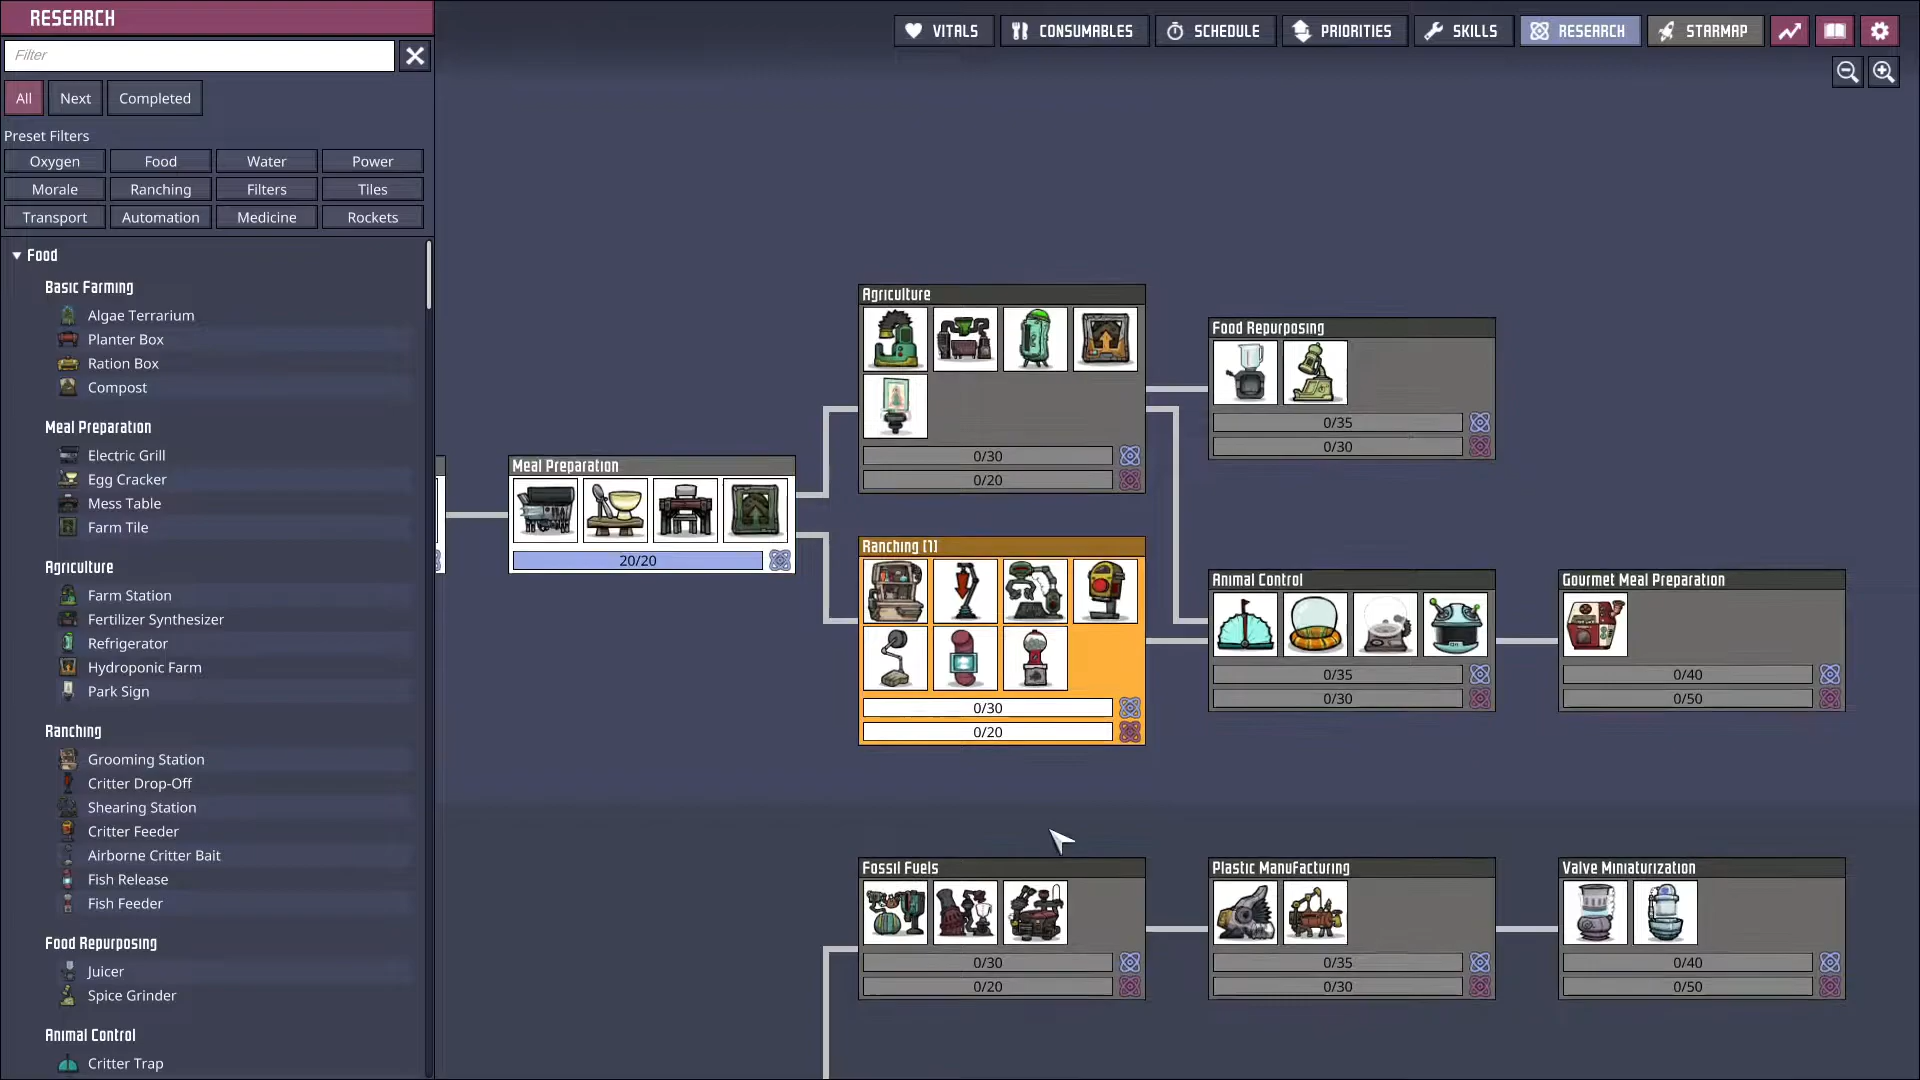 RESEARCH
VITALS
CONSUMABLES
SCHEDULE
PRIORITIES
SKILLS
RESEARCH
STARMAP
Filter
All
Next
Completed
Preset Filters
Oxygen
Food
Water
Power
Morale
Ranching
Filters
Tiles
Transport
Automation
Medicine
Rockets
Food
Basic Farming
Algae Terrarium
Planter Box
Ration Box
Compost
Meal Preparation
Electric Grill
Egg Cracker
Mess Table
Farm Tile
Agriculture
Farm Station
Fertilizer Synthesizer
Refrigerator
Hydroponic Farm
Park Sign
Ranching
Grooming Station
Critter Drop-Off
Shearing Station
Critter Feeder
Airborne Critter Bait
Fish Release
Fish Feeder
Food Repurposing
Juicer
Spice Grinder
Animal Control
Critter Trap
Meal Preparation
20/20
Agriculture
0/30
0/20
Food Repurposing
0/35
0/30
Ranching [1]
0/30
0/20
Animal Control
0/35
0/30
Gourmet Meal Preparation
0/40
0/50
Fossil Fuels
0/30
0/20
Plastic Manufacturing
0/35
0/30
Valve Miniaturization
0/40
0/50